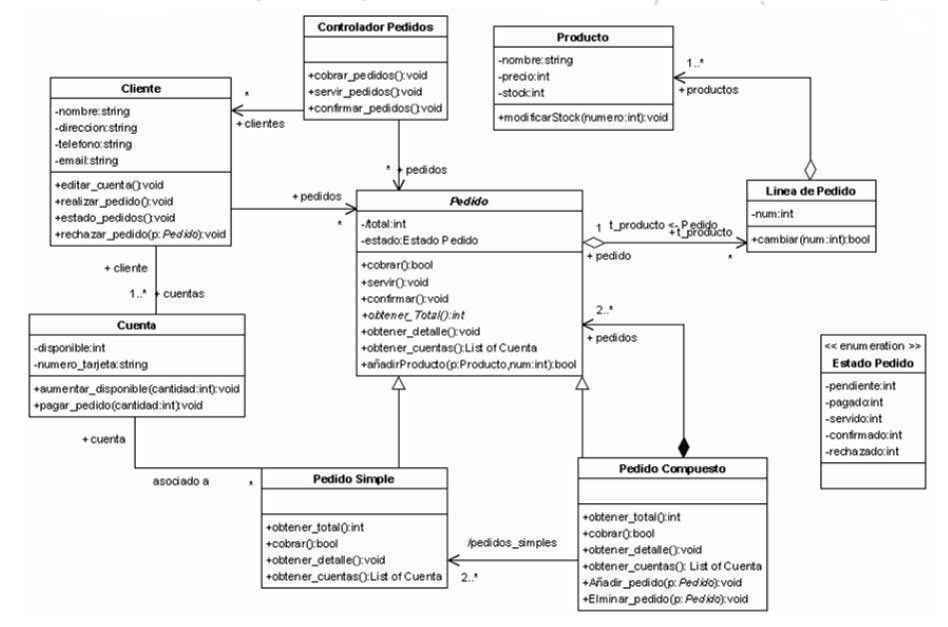 Controlador Pedidos
+cobrar_pedidos():void
+servir_pedidos():void
+confirmar_pedidos():void
Producto
-nombre:string
-precio:int
-stock:int
+modificarStock(numero:int):void
1..*
+ productos
Cliente
-nombre:string
-direccion:string
-telefono:string
-email:string
+editar_cuenta():void
+realizar_pedido():void
+estado_pedidos():void
+rechazar_pedido(p: Pedido):void
*
+ clientes
* + pedidos
+ pedidos
*
Pedido
-/total:int
-estado:Estado Pedido
+cobrar():bool
+servir():void
+confirmar():void
+obtener_Total():int
+obtener_detalle():void
+obtener_cuentas():List of Cuenta
+añadirProducto(p:Producto,num:int):bool
1 t_producto <- Pedido
+t_producto
+ pedido
*
Linea de Pedido
-num:int
+cambiar(num:int):bool
+ cliente
1..* + cuentas
Cuenta
-disponible:int
-numero_tarjeta:string
+aumentar_disponible(cantidad:int):void
+pagar_pedido(cantidad:int):void
2..*
+ pedidos
<< enumeration >>
Estado Pedido
-pendiente:int
-pagado:int
-servido:int
-confirmado:int
-rechazado:int
+ cuenta
asociado a
*
Pedido Simple
+obtener_total():int
+cobrar():bool
+obtener_detalle():void
+obtener_cuentas():List of Cuenta
/pedidos_simples
2..*
Pedido Compuesto
+obtener_total():int
+cobrar():bool
+obtener_detalle():void
+obtener_cuentas(): List of Cuenta
+Añadir_pedido(p: Pedido):void
+Elminar_pedido(p: Pedido):void